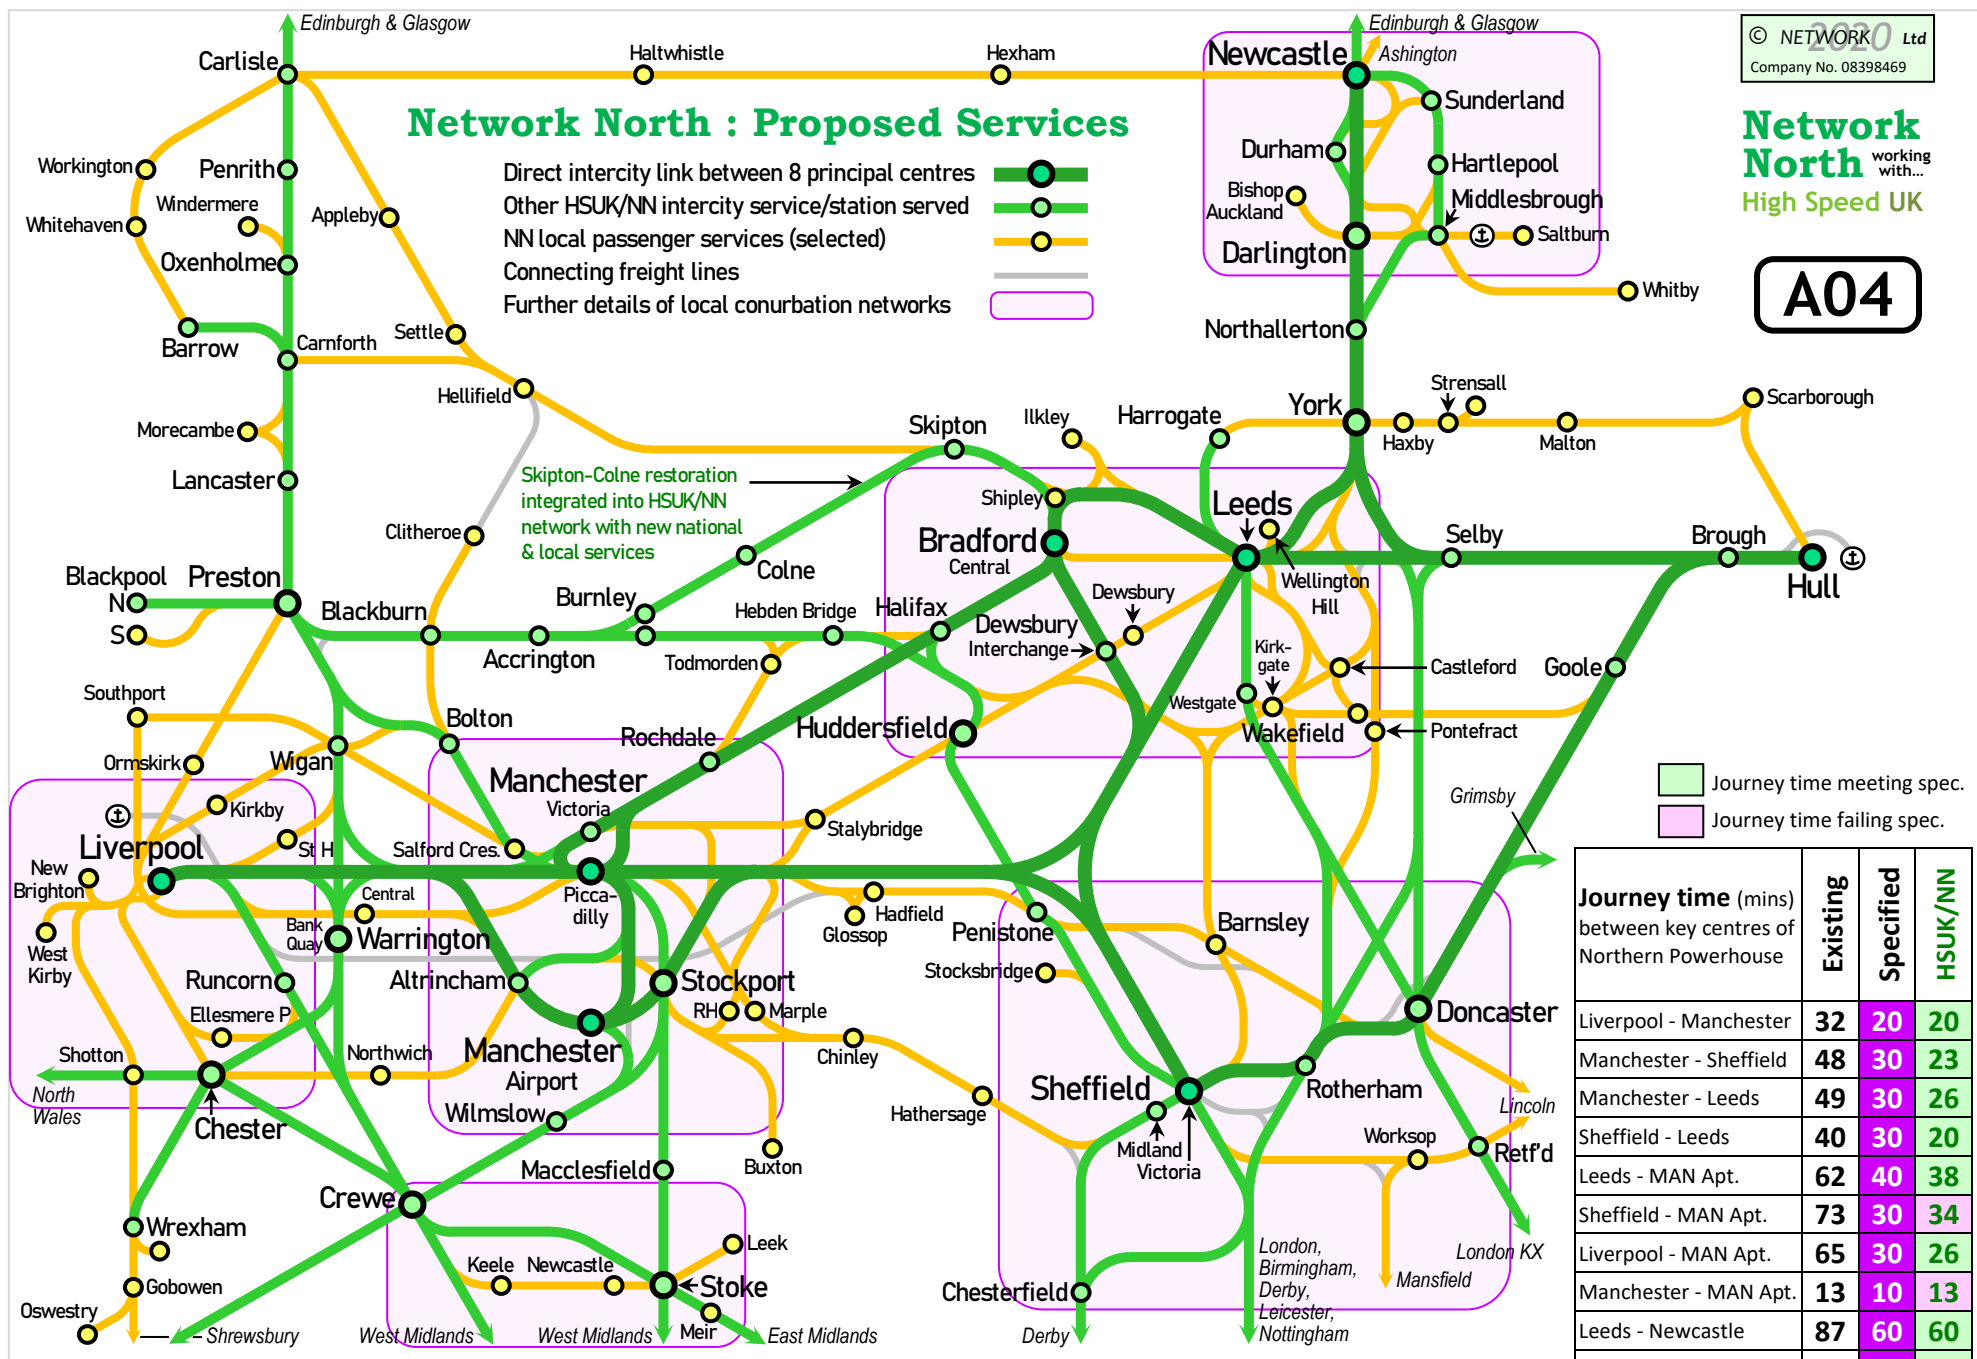 Edinburgh & Glasgow
Edinburgh & Glasgow
© NETWORK 2020 Ltd
Company No. 08398469
Carlisle
Haltwhistle
Hexham
Newcastle
Ashington
Sunderland
Network North : Proposed Services
Network
North working
with...
High Speed UK
Direct intercity link between 8 principal centres
Other HSUK/NN intercity service/station served
NN local passenger services (selected)
Connecting freight lines
Further details of local conurbation networks
A04
Workington
Penrith
Windermere
Whitehaven
Appleby
Oxenholme
Durham
Hartlepool
Bishop
Auckland
Middlesbrough
Saltburn
Darlington
Whitby
Barrow
Carnforth
Settle
Northallerton
Hellifield
Morecambe
Lancaster
Skipton
Ilkley
Harrogate
York
Strensall
Haxby
Malton
Scarborough
Skipton-Colne restoration
integrated into HSUK/NN
network with new national
& local services
Shipley
Leeds
Clitheroe
Bradford
Central
Selby
Brough
Hull
Colne
Wellington
Hill
Blackpool
N
S
Preston
Blackburn
Burnley
Hebden Bridge
Halifax
Dewsbury
Dewsbury
Interchange
Accrington
Todmorden
Kirk-
gate
Castleford
Goole
Southport
Westgate
Bolton
Rochdale
Huddersfield
Wakefield
Pontefract
Ormskirk
Wigan
Manchester
Victoria
Kirkby
Grimsby
Journey time meeting spec.
Journey time failing spec.
Liverpool
St H
Salford Cres.
Stalybridge
New
Brighton
Central
Picca-
dilly
Hadfield
Glossop
Bank
Quay
Warrington
West
Kirby
Penistone
Barnsley
Stocksbridge
Runcorn
Altrincham
Stockport
Ellesmere P
RH
Marple
Doncaster
Shotton
Northwich
Manchester
Airport
Chinley
North
Wales
Sheffield
Rotherham
Chester
Wilmslow
Hathersage
Lincoln
Midland
Victoria
Worksop
Retf'd
Macclesfield
Buxton
Crewe
Wrexham
Leek
Keele
Newcastle
Stoke
Gobowen
Meir
Oswestry
Shrewsbury
West Midlands
West Midlands
East Midlands
Chesterfield
Derby
London,
Birmingham,
Derby,
Leicester,
Nottingham
Mansfield
London KX
Journey time (mins)
between key centres of
Northern Powerhouse
Existing
Specified
HSUK/NN
Liverpool - Manchester 32 20 20
Manchester - Sheffield 48 30 23
Manchester - Leeds 49 30 26
Sheffield - Leeds 40 30 20
Leeds - MAN Apt. 62 40 38
Sheffield - MAN Apt. 73 30 34
Liverpool - MAN Apt. 65 30 26
Manchester - MAN Apt. 13 10 13
Leeds - Newcastle 87 60 60